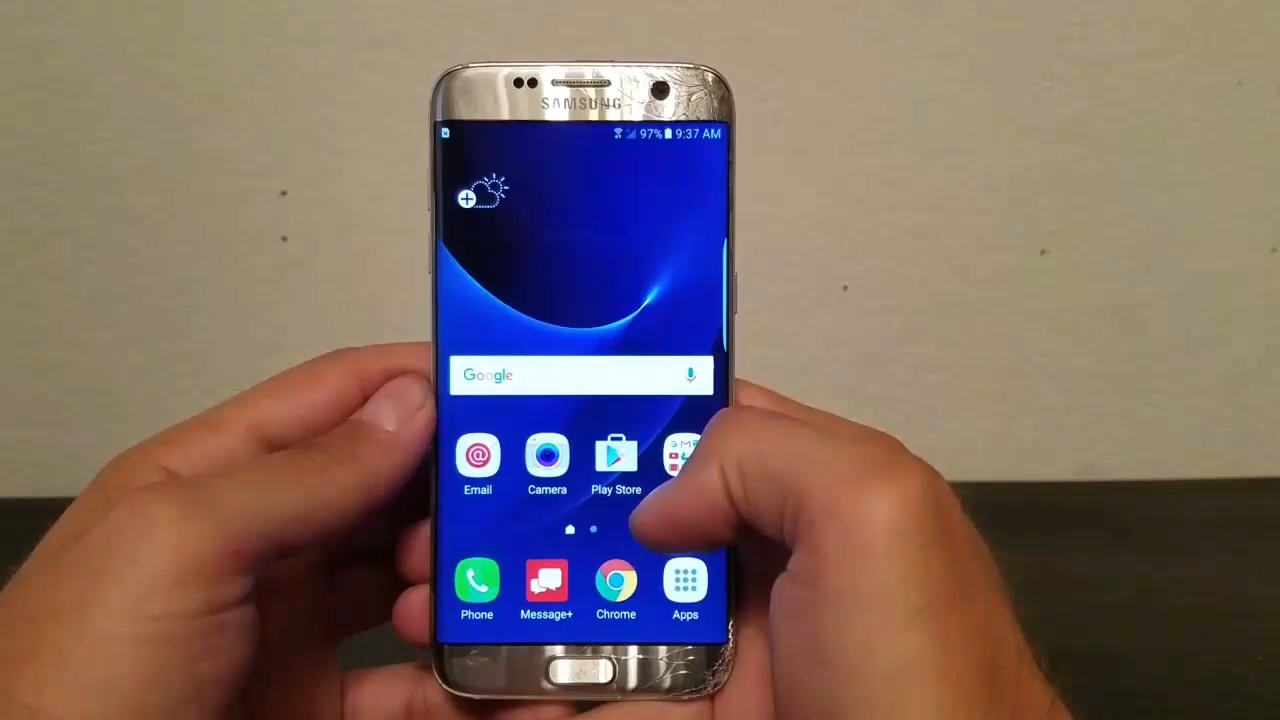 SAMSUNG
97% 9:37 AM
Google
Email Camera Play Store
Phone Message+ Chrome Apps